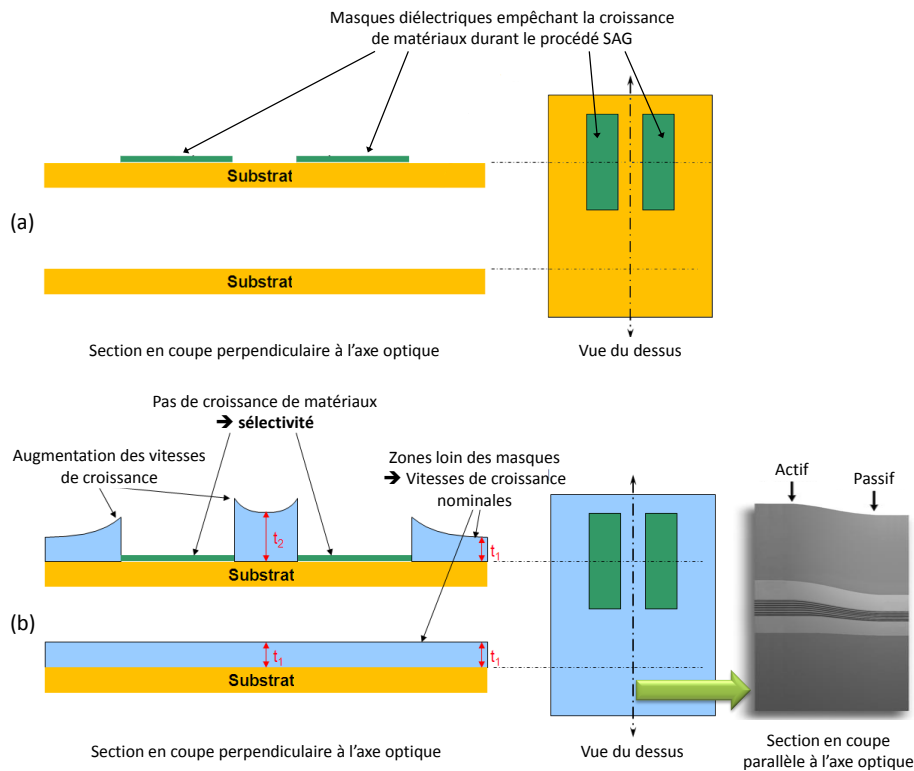 Masques diélectriques empêchant la croissance
de matériaux durant le procédé SAG
Substrat
(a)
Substrat
Section en coupe perpendiculaire à l'axe optique
Vue du dessus
Pas de croissance de matériaux
➔ sélectivité
Augmentation des vitesses
de croissance
Zones loin des masques
➔ Vitesses de croissance
nominales
Actif
Passif
t2
t1
Substrat
(b)
t1
t1
Substrat
Section en coupe perpendiculaire à l'axe optique
Vue du dessus
Section en coupe
parallèle à l'axe optique